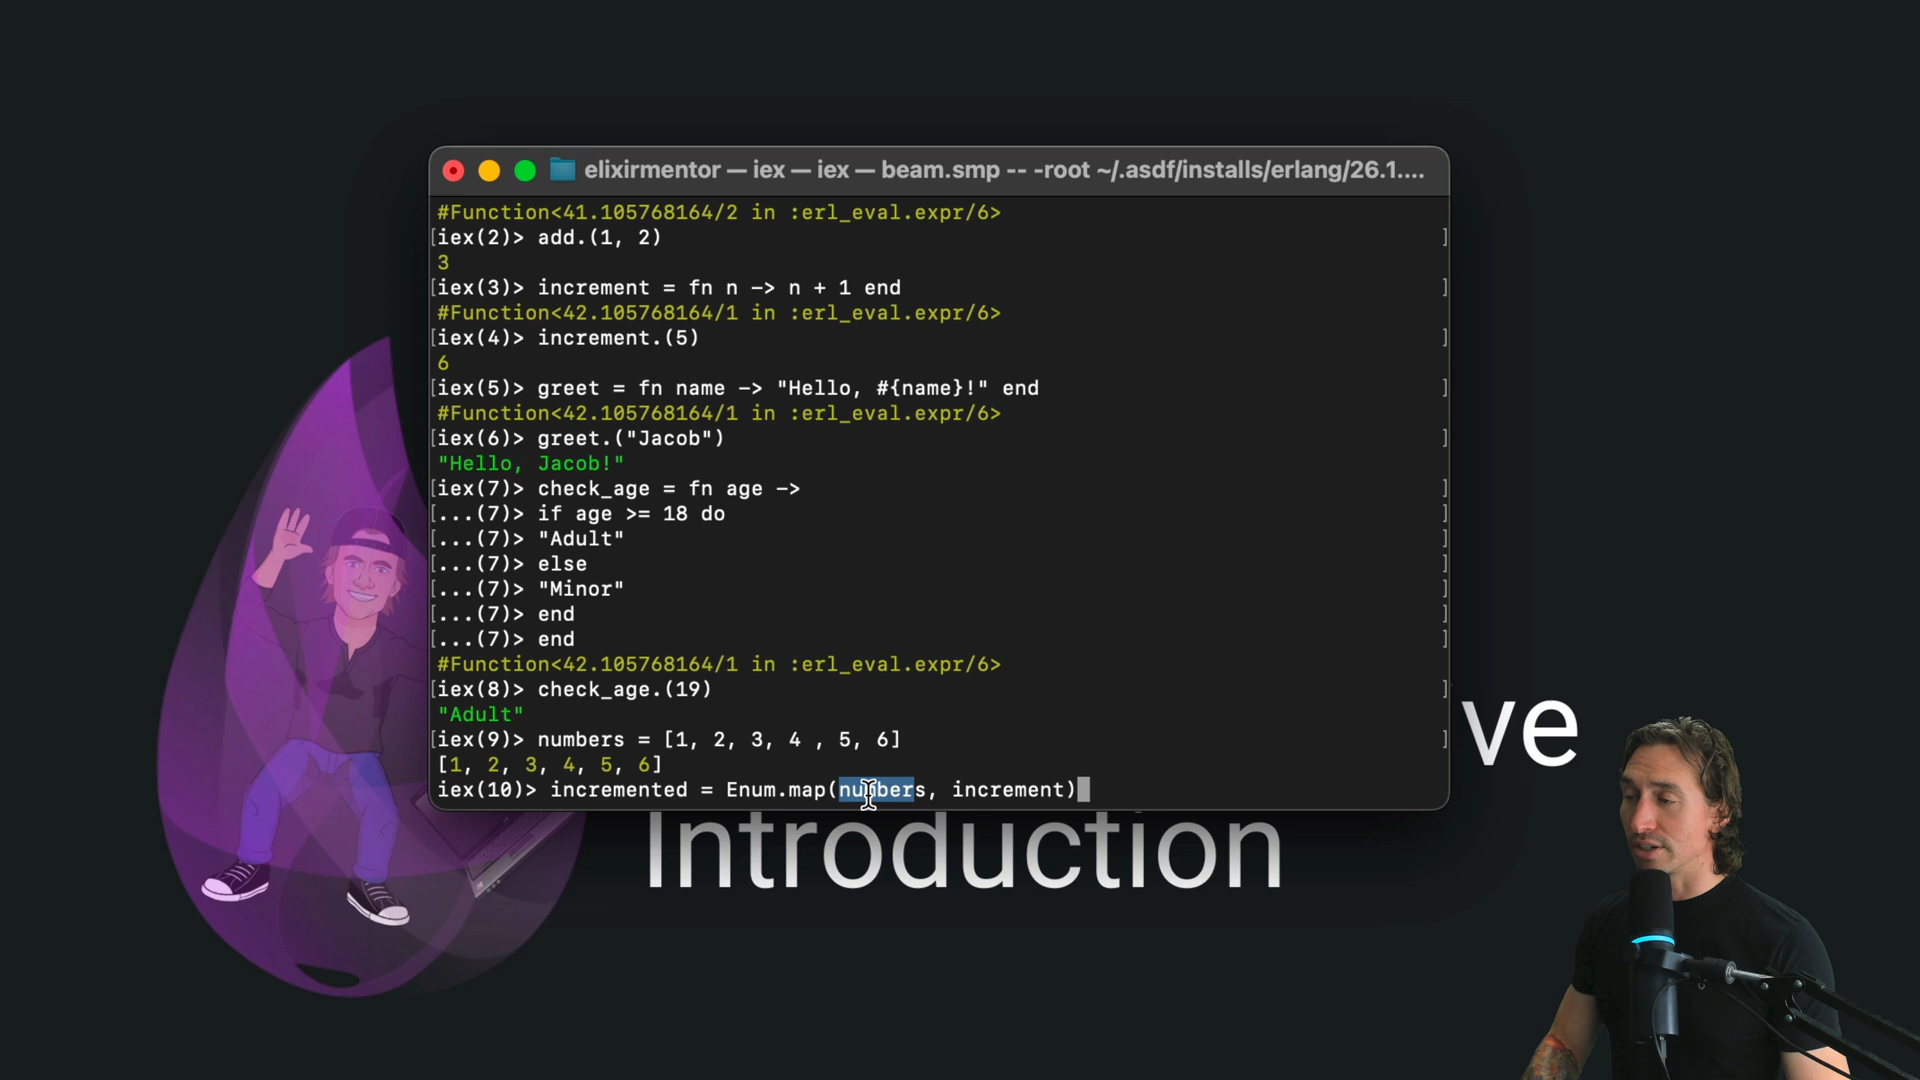 elixirmentor — iex — iex — beam.smp -- -root ~/.asdf/installs/erlang/26.1....
#Function<41.105768164/2 in :erl_eval.expr/6>
[iex(2)> add.(1, 2) ]
3
[iex(3)> increment = fn n -> n + 1 end ]
#Function<42.105768164/1 in :erl_eval.expr/6>
[iex(4)> increment.(5) ]
6
[iex(5)> greet = fn name -> "Hello, #{name}!" end ]
#Function<42.105768164/1 in :erl_eval.expr/6>
[iex(6)> greet.("Jacob") ]
"Hello, Jacob!"
[iex(7)> check_age = fn age -> ]
[...(7)> if age >= 18 do ]
[...(7)> "Adult" ]
[...(7)> else ]
[...(7)> "Minor" ]
[...(7)> end ]
[...(7)> end ]
#Function<42.105768164/1 in :erl_eval.expr/6>
[iex(8)> check_age.(19) ]
"Adult"
[iex(9)> numbers = [1, 2, 3, 4 , 5, 6] ]
[1, 2, 3, 4, 5, 6]
iex(10)> incremented = Enum.map(numbers, increment)
ve
Introduction